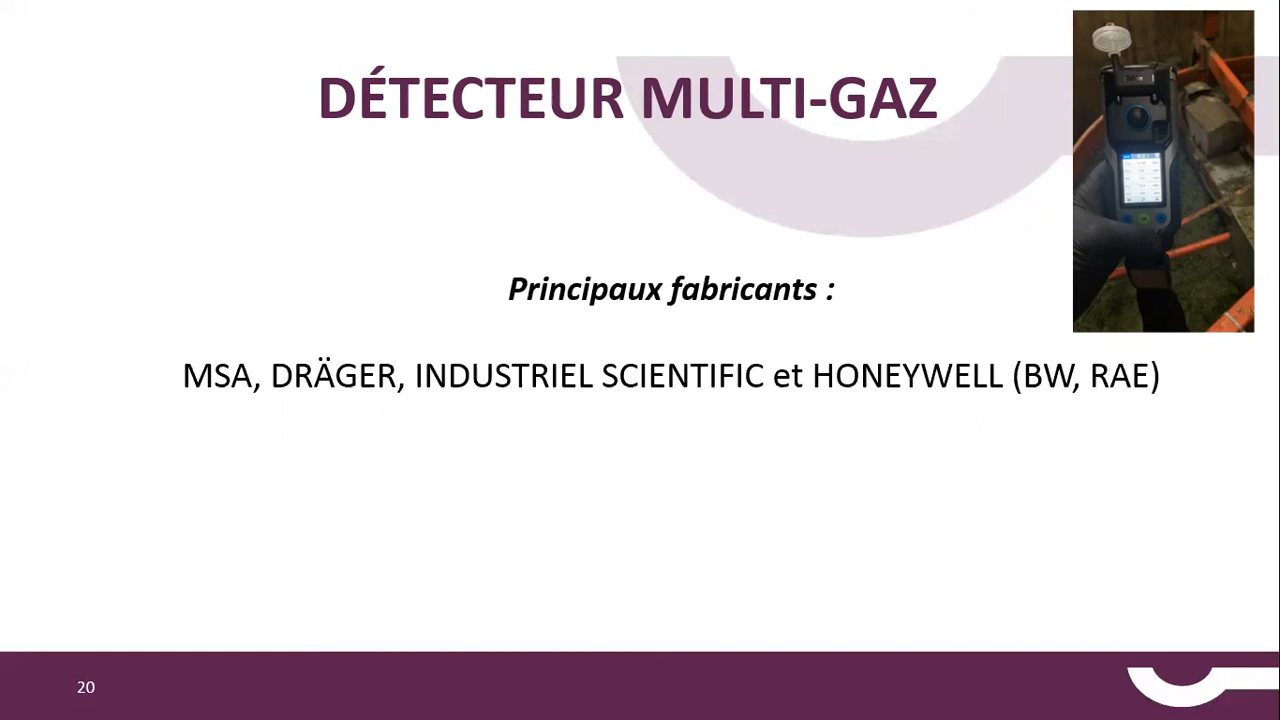 DÉTECTEUR MULTI-GAZ
Principaux fabricants :
MSA, DRÄGER, INDUSTRIEL SCIENTIFIC et HONEYWELL (BW, RAE)
20